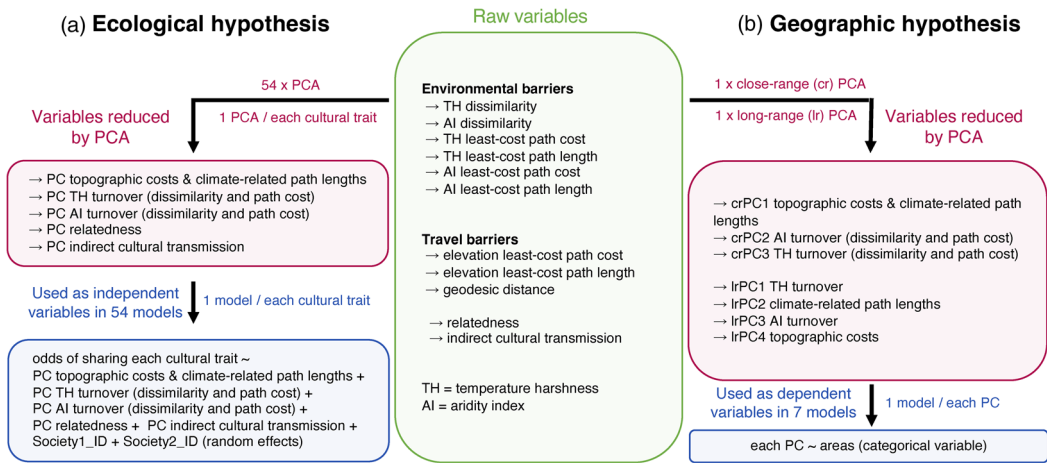 (a) Ecological hypothesis
54 x PCA
1 PCA / each cultural trait
Variables reduced
by PCA
→ PC topographic costs & climate-related path lengths
→ PC TH turnover (dissimilarity and path cost)
→ PC AI turnover (dissimilarity and path cost)
→ PC relatedness
→ PC indirect cultural transmission
Used as independent
variables in 54 models
1 model / each cultural trait
odds of sharing each cultural trait ~
PC topographic costs & climate-related path lengths +
PC TH turnover (dissimilarity and path cost) +
PC AI turnover (dissimilarity and path cost) +
PC relatedness + PC indirect cultural transmission +
Society1_ID + Society2_ID (random effects)
Raw variables
Environmental barriers
→ TH dissimilarity
→ AI dissimilarity
→ TH least-cost path cost
→ TH least-cost path length
→ AI least-cost path cost
→ AI least-cost path length
Travel barriers
→ elevation least-cost path cost
→ elevation least-cost path length
→ geodesic distance
→ relatedness
→ indirect cultural transmission
TH = temperature harshness
AI = aridity index
(b) Geographic hypothesis
1 x close-range (cr) PCA
1 x long-range (lr) PCA
Variables reduced
by PCA
→ crPC1 topographic costs & climate-related path
lengths
→ crPC2 AI turnover (dissimilarity and path cost)
→ crPC3 TH turnover (dissimilarity and path cost)
→ lrPC1 TH turnover
→ lrPC2 climate-related path lengths
→ lrPC3 AI turnover
→ lrPC4 topographic costs
Used as dependent
variables in 7 models
1 model / each PC
each PC ~ areas (categorical variable)